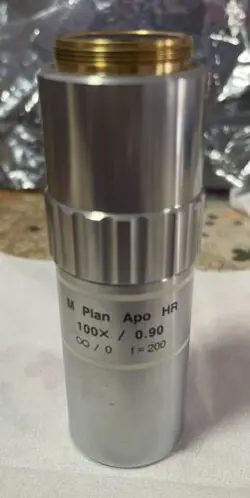 M Plan Apo HR
100X / 0.90
∞ / 0 f = 200